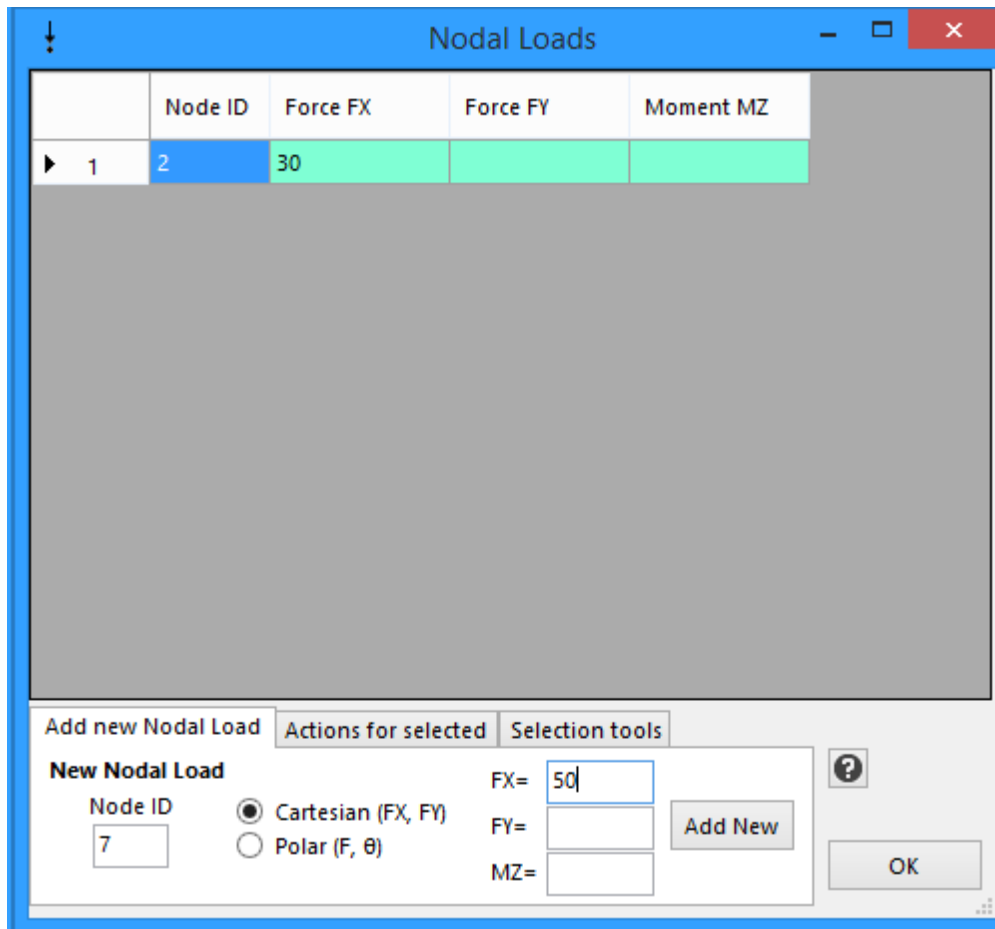 Nodal Loads
Node ID Force FX Force FY Moment MZ
1 2 30
Add new Nodal Load Actions for selected Selection tools
New Nodal Load
Node ID
7
Cartesian (FX, FY)
Polar (F, θ)
FX= 50
FY=
MZ=
Add New
?
OK